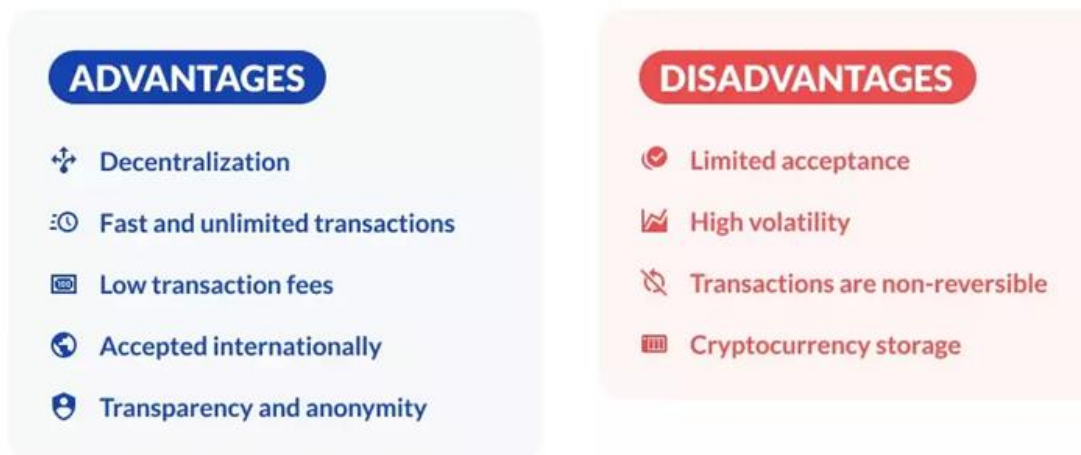 ADVANTAGES
Decentralization
Fast and unlimited transactions
Low transaction fees
Accepted internationally
Transparency and anonymity
DISADVANTAGES
Limited acceptance
High volatility
Transactions are non-reversible
Cryptocurrency storage